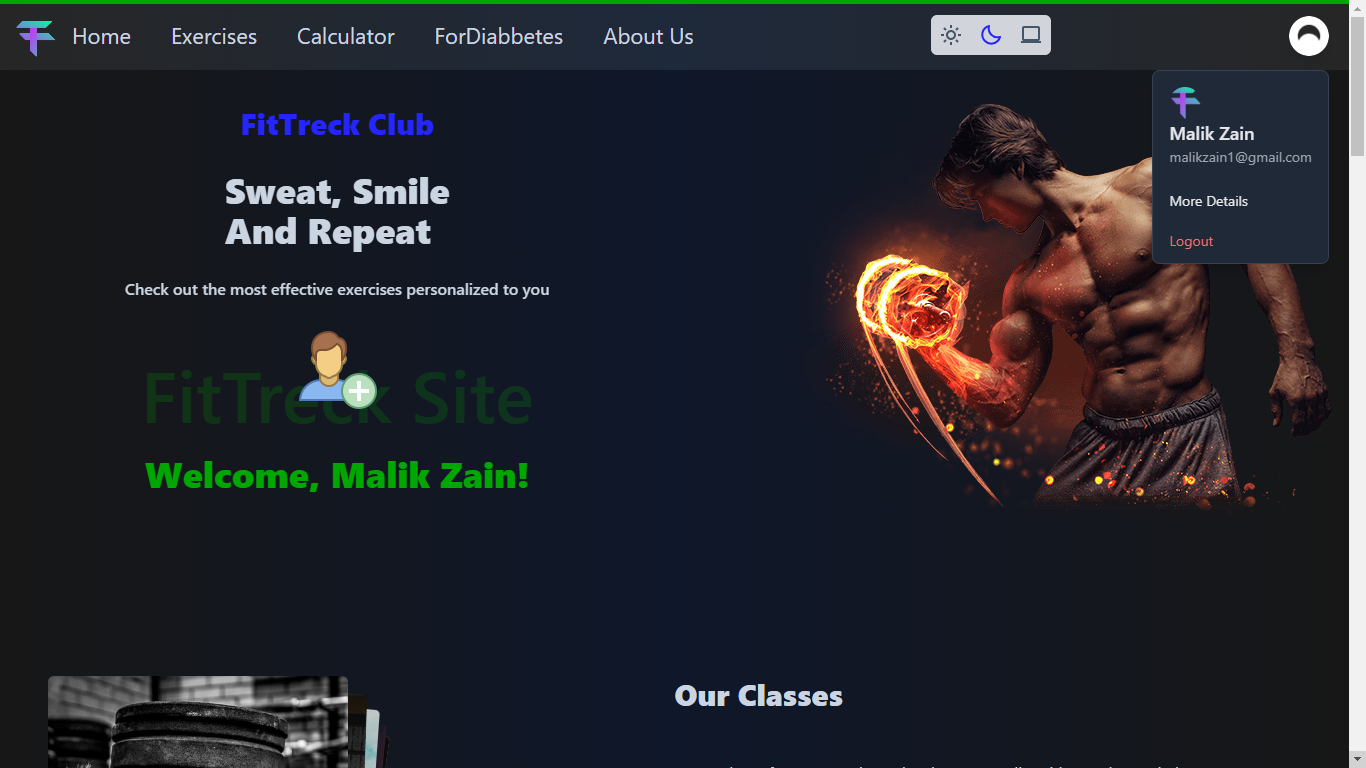 Home Exercises Calculator ForDiabbetes About Us
Malik Zain
malikzain1@gmail.com
More Details
Logout
FitTreck Club
Sweat, Smile
And Repeat
Check out the most effective exercises personalized to you
FitTreck Site
Welcome, Malik Zain!
Our Classes